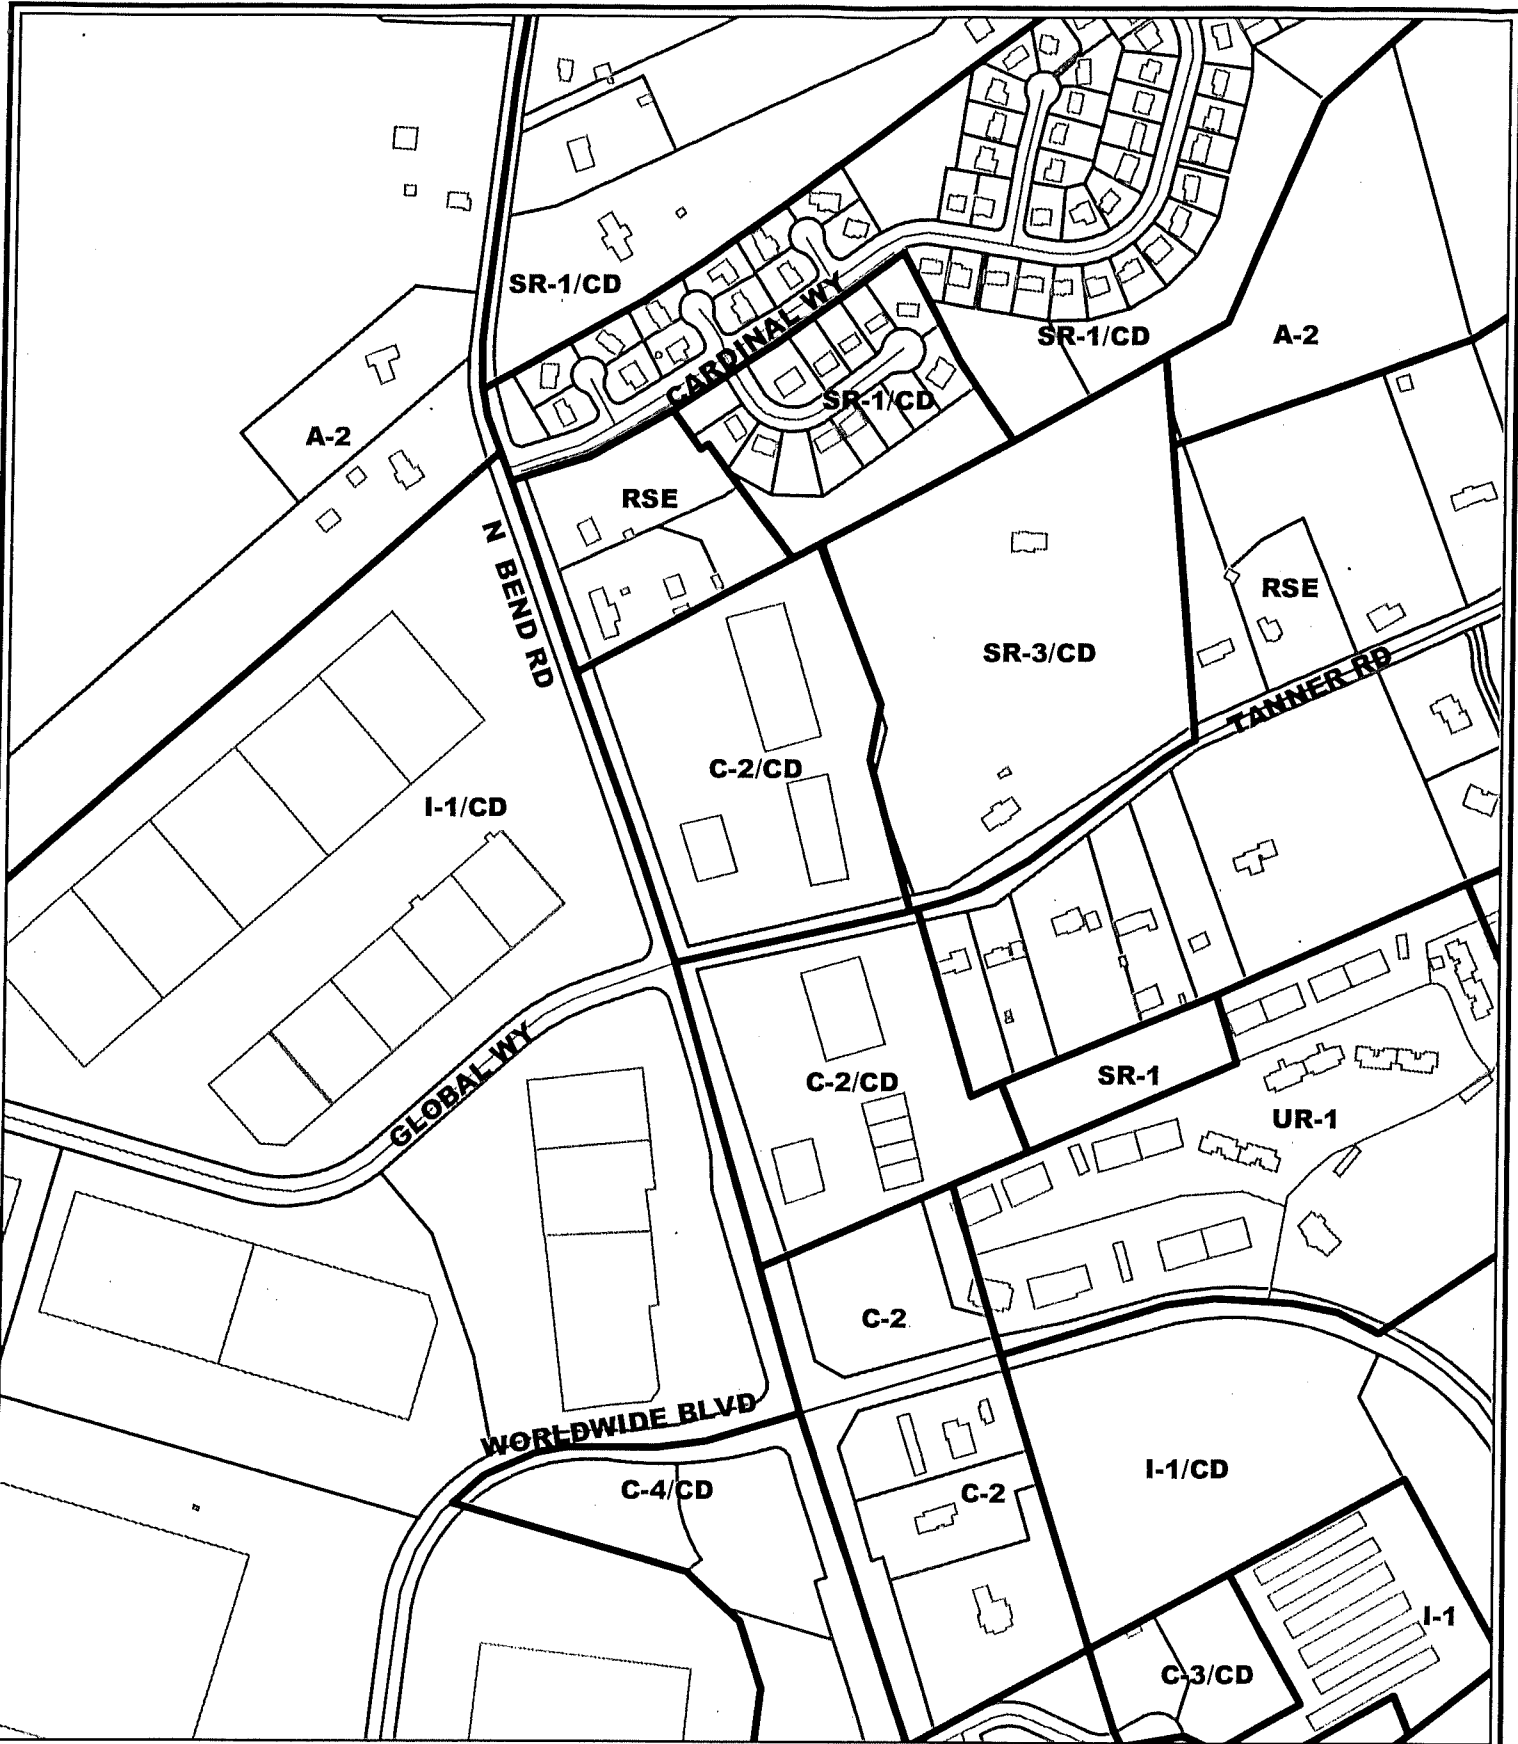 SR-1/CD
CARDINAL WY
SR-1/CD
A-2
SR-1/CD
A-2
RSE
N BEND RD
RSE
SR-3/CD
TANNER RD
C-2/CD
I-1/CD
GLOBAL WY
C-2/CD
SR-1
UR-1
C-2
WORLDWIDE BLVD
C-4/CD
C-2
I-1/CD
I-1
C-3/CD